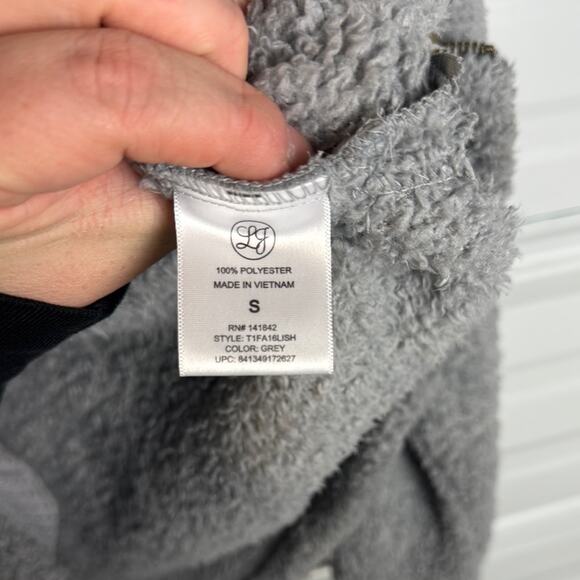 LJ
100% POLYESTER
MADE IN VIETNAM
S
RN# 141842
STYLE: T1FA16LISH
COLOR: GREY
UPC: 841349172627